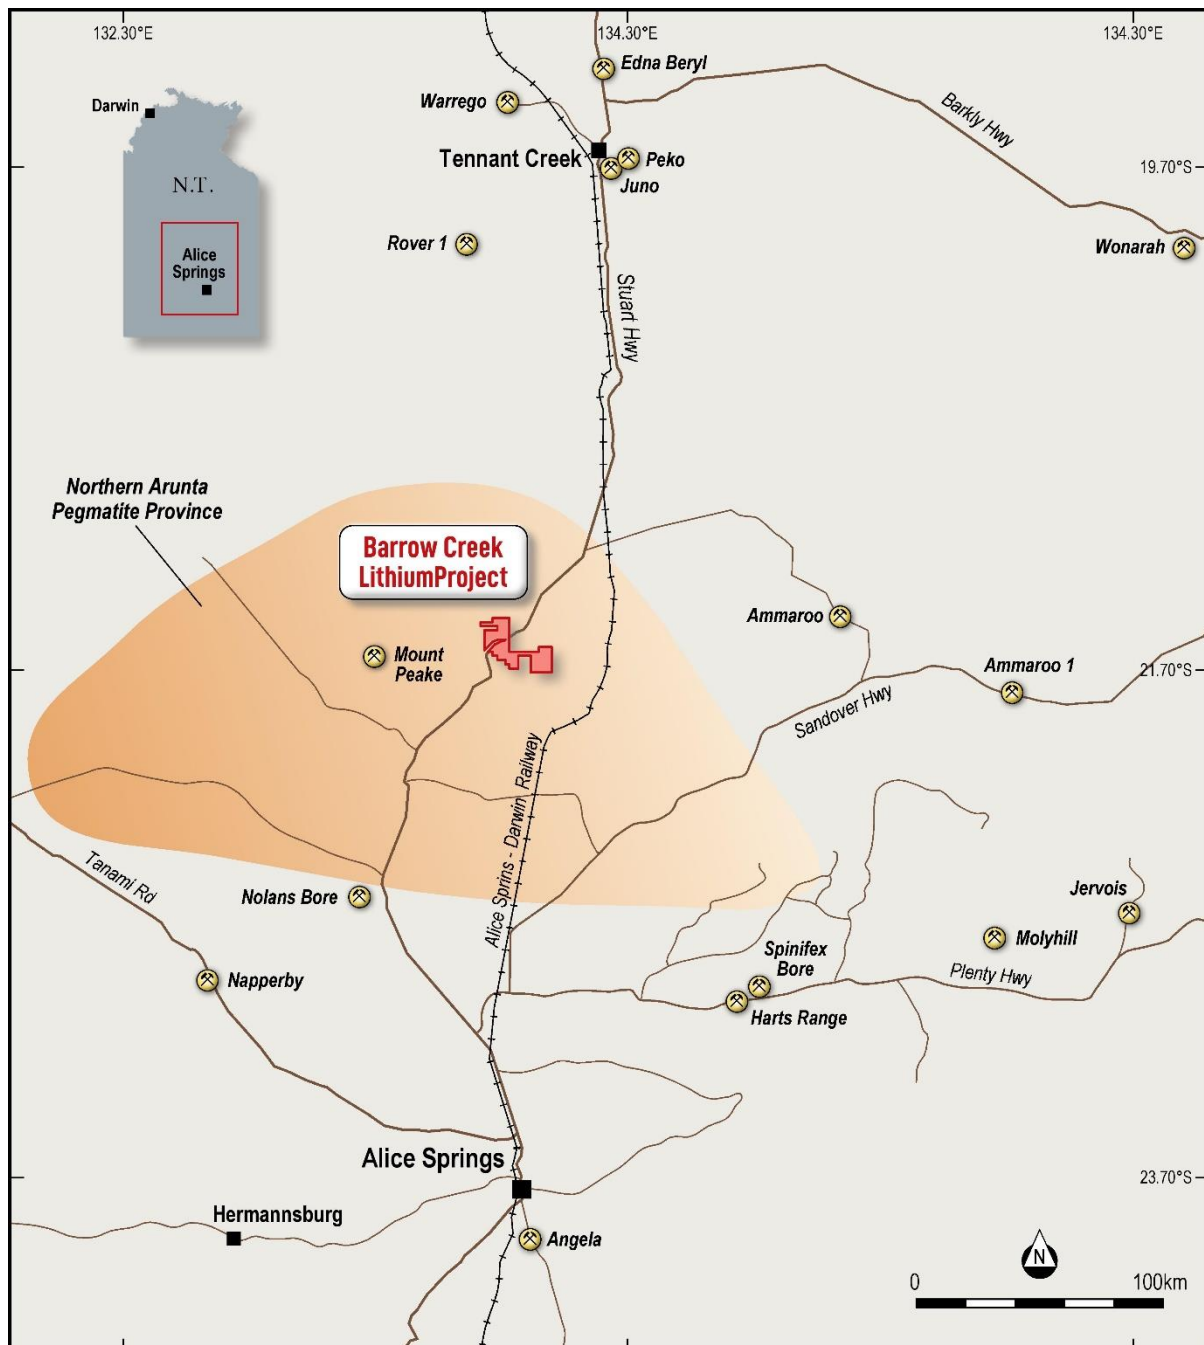 132.30°E
134.30°E
134.30°E
Edna Beryl
Darwin
Warrego
Barkly Hwy
Tennant Creek
Peko
Juno
19.70°S
N.T.
Rover 1
Wonarah
Alice
Springs
Stuart Hwy
Northern Arunta
Pegmatite Province
Barrow Creek
LithiumProject
Ammaroo
Mount
Peake
Ammaroo 1
21.70°S
Sandover Hwy
Alice Sprins - Darwin Railway
Tanami Rd
Nolans Bore
Jervois
Molyhill
Spinifex
Bore
Napperby
Plenty Hwy
Harts Range
Alice Springs
23.70°S
Hermannsburg
Angela
N
0
100km